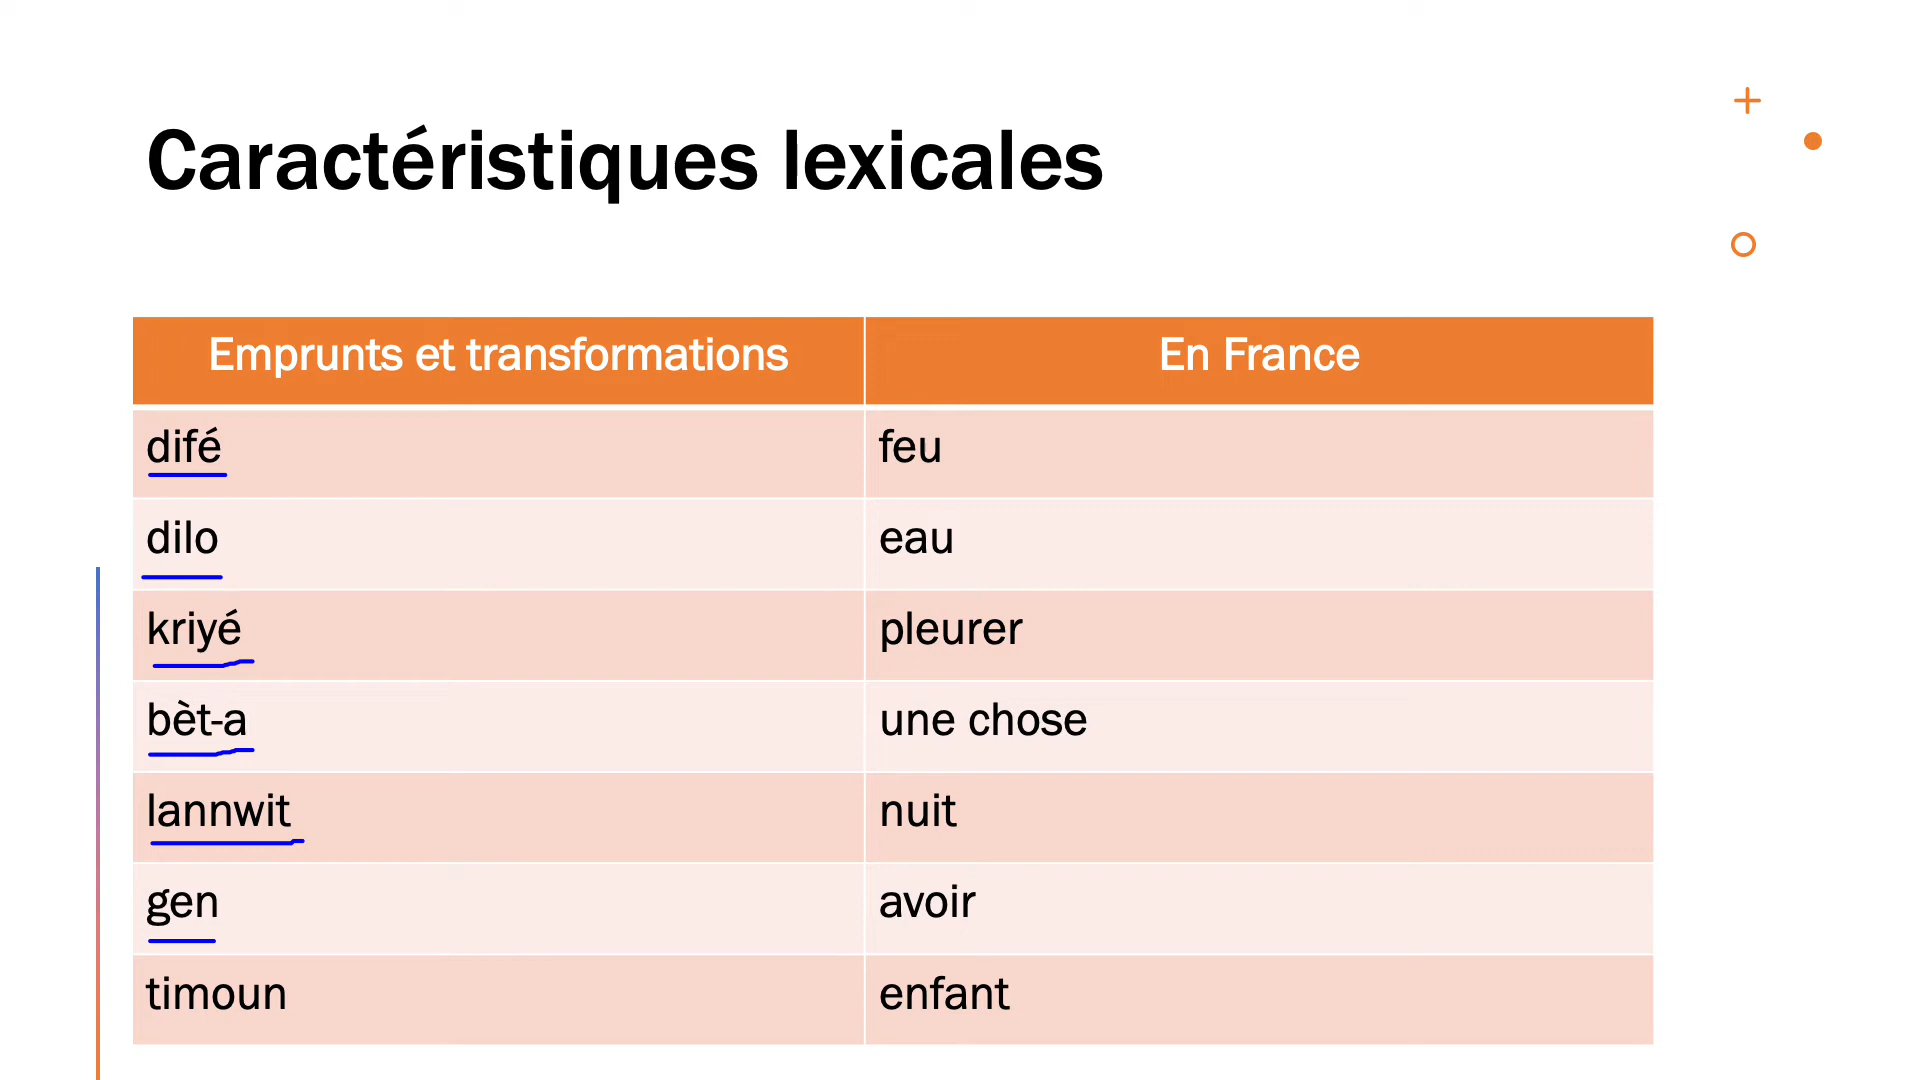 Caractéristiques lexicales
Emprunts et transformations En France
difé feu
dilo eau
kriyé pleurer
bèt-a une chose
lannwit nuit
gen avoir
timoun enfant